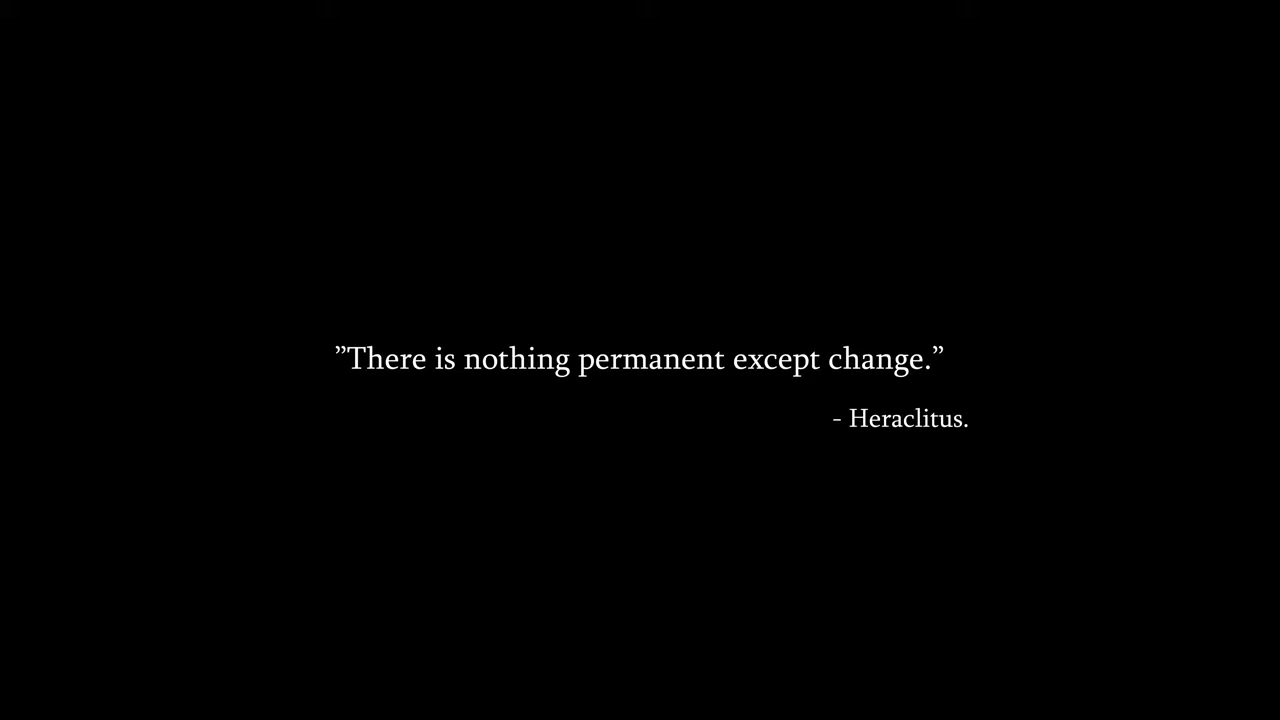 ”There is nothing permanent except change.”
- Heraclitus.